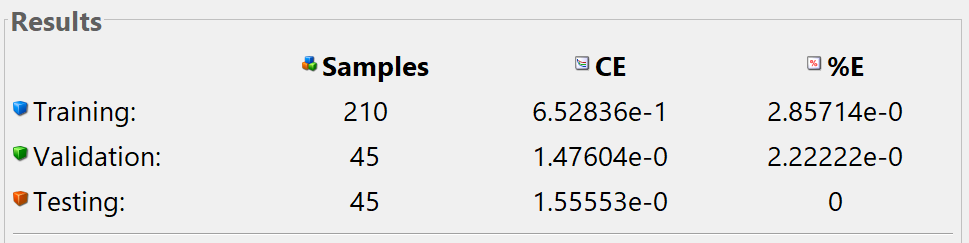 Results
Samples CE %E
Training: 210 6.52836e-1 2.85714e-0
Validation: 45 1.47604e-0 2.22222e-0
Testing: 45 1.55553e-0 0